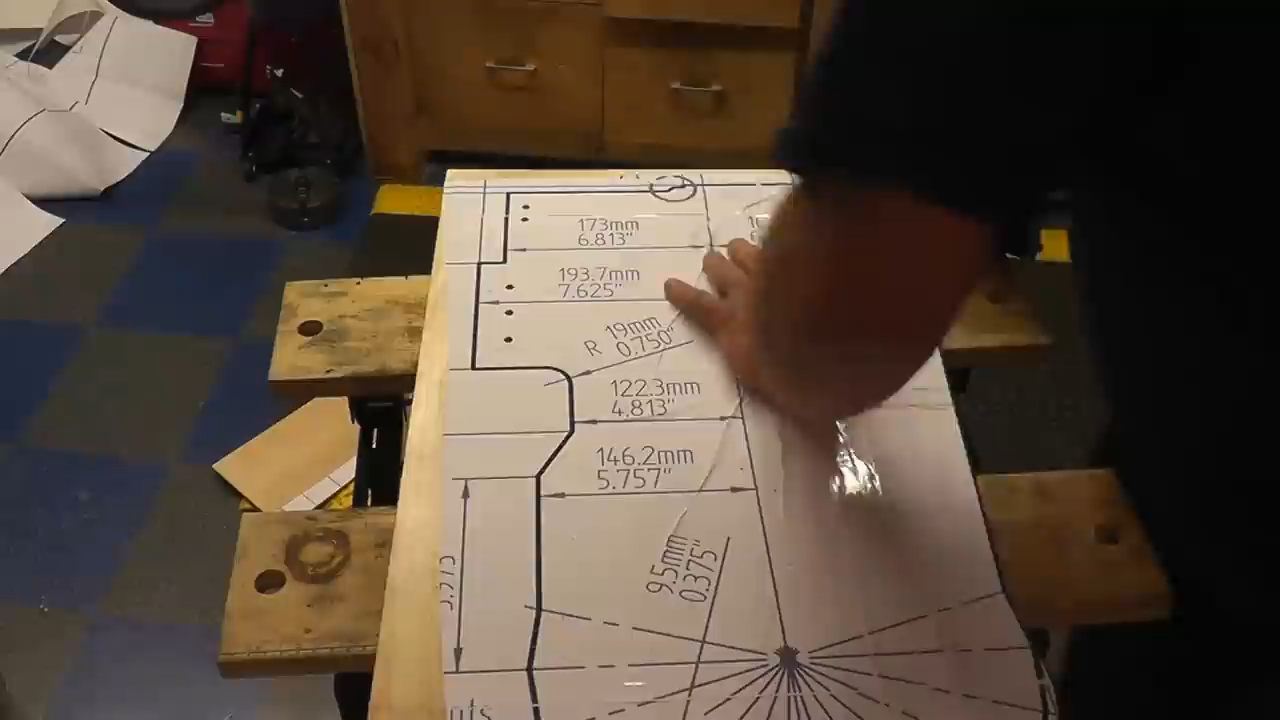 173mm
6.813"
193.7mm
7.625"
R 19mm
0.750"
122.3mm
4.813"
146.2mm
5.757"
9.5mm
0.375"